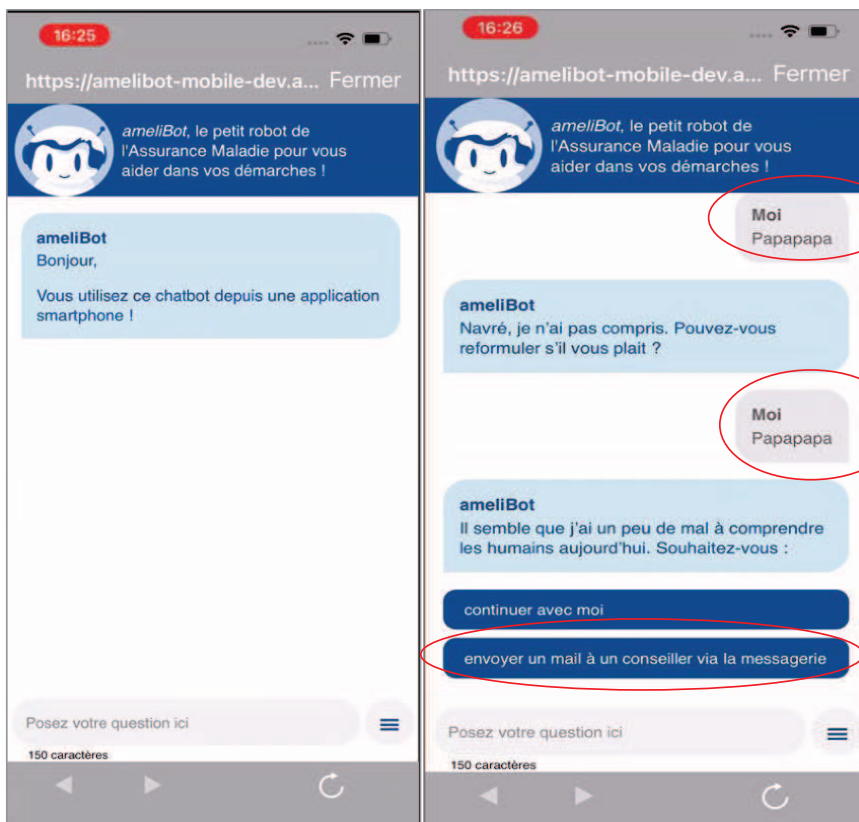 16:25
https://amelibot-mobile-dev.a... Fermer
ameliBot, le petit robot de
l'Assurance Maladie pour vous
aider dans vos démarches !
ameliBot
Bonjour,
Vous utilisez ce chatbot depuis une application
smartphone !
Posez votre question ici
150 caractères
16:26
https://amelibot-mobile-dev.a... Fermer
ameliBot, le petit robot de
l'Assurance Maladie pour vous
aider dans vos démarches !
Moi
Papapapa
ameliBot
Navré, je n'ai pas compris. Pouvez-vous
reformuler s'il vous plait ?
Moi
Papapapa
ameliBot
Il semble que j'ai un peu de mal à comprendre
les humains aujourd'hui. Souhaitez-vous :
continuer avec moi
envoyer un mail à un conseiller via la messagerie
Posez votre question ici
150 caractères